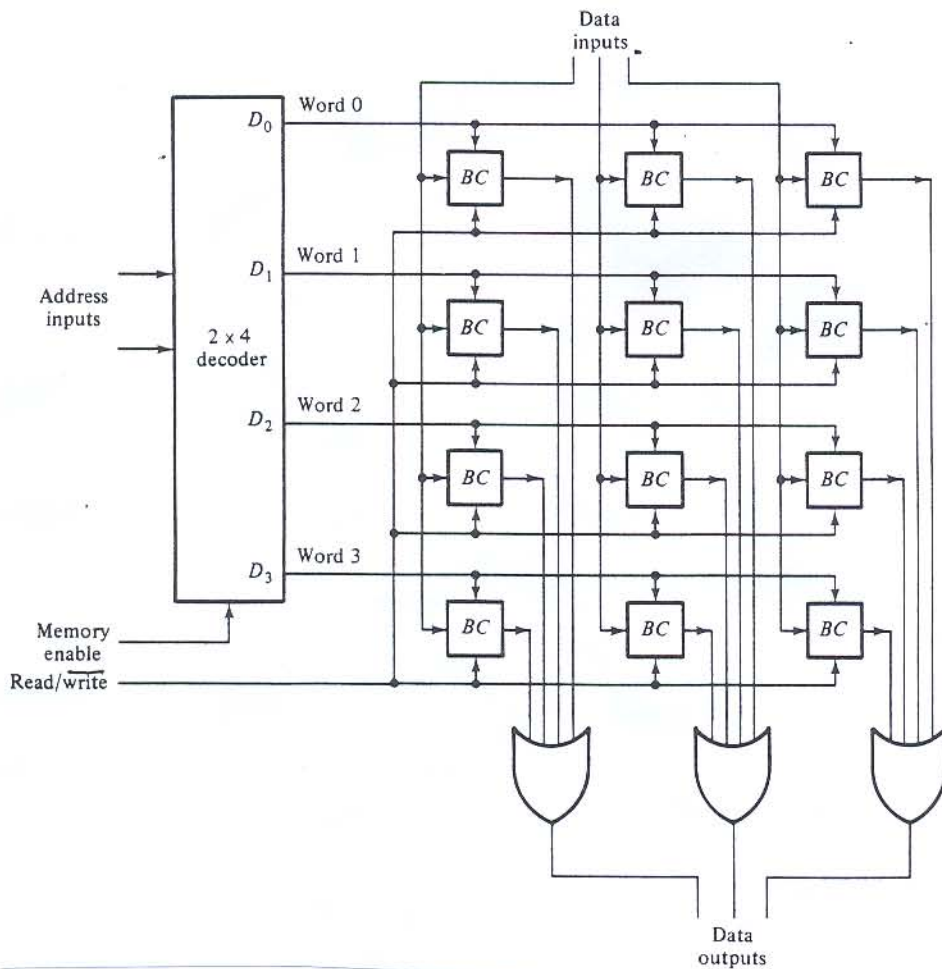 Data
inputs
D0
Word 0
BC BC BC
D1
Word 1
Address
inputs
2 x 4
decoder
BC BC BC
D2
Word 2
BC BC BC
D3
Word 3
BC BC BC
Memory
enable
Read/write
Data
outputs